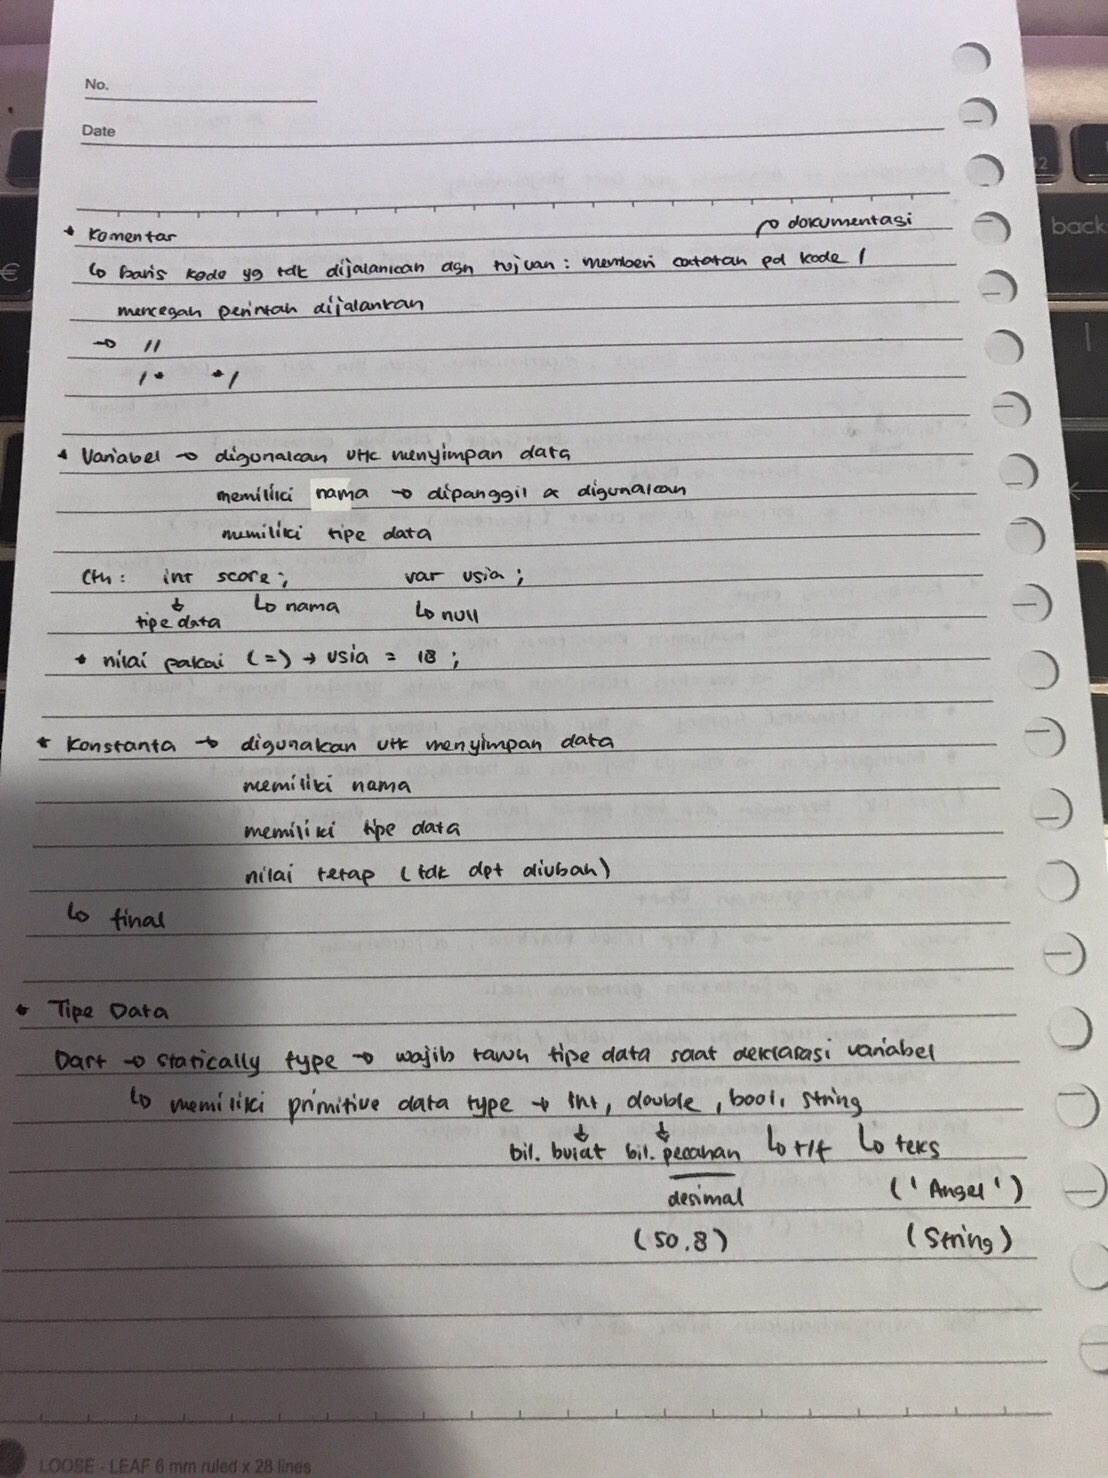 No.
Date
* Komentar ↷ dokumentasi
↳ baris kode yg tdk dijalankan dgn tujuan : memberi catatan pd kode /
mencegah perintah dijalankan
→ //
/* */
* Variabel → digunakan utk menyimpan data
memiliki nama → dipanggil & digunakan
memiliki tipe data
Cth : int score ; var usia ;
↓ tipe data ↳ nama ↳ null
* nilai pakai (=) → usia = 18 ;
* Konstanta → digunakan utk menyimpan data
memiliki nama
memiliki tipe data
nilai tetap ( tdk dpt diubah )
↳ final
* Tipe Data
Dart → statically type → wajib tawu tipe data saat deklarasi variabel
↳ memiliki primitive data type → Int, double , bool, string
↓ bil. bulat ↓ bil. pecahan ↳ t/f ↳ teks
desimal ( ' Angel ' )
( 50.8 ) ( String )
LOOSE - LEAF 6 mm ruled x 28 lines
€
back